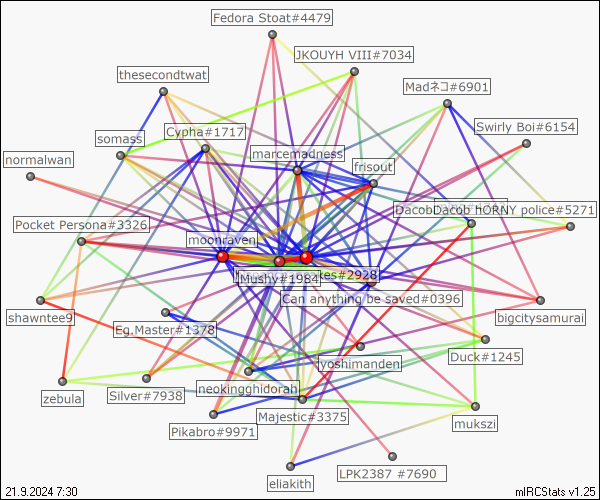 Fedora Stoat#4479
JKOUYH VIII#7034
thesecondtwat
Madネコ#6901
Swirly Boi#6154
Cypha#1717
somass
marcemadness
normalwan
frisout
DacobDacob HORNY police#5271
Pocket Persona#3326
moonraven
Mushy#1984
tes#2928
Can anything be saved#0396
shawntee9
bigcitysamurai
Eg.Master#1378
Duck#1245
yoshimanden
neokingghidorah
Silver#7938
zebula
Majestic#3375
mukszi
Pikabro#9971
LPK2387 #7690
eliakith
21.9.2024 7:30
mIRCStats v1.25